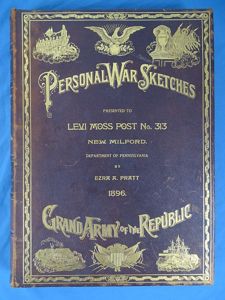 PERSONAL WAR SKETCHES
PRESENTED TO
LEVI MOSS POST No. 313
NEW MILFORD.
DEPARTMENT OF PENNSYLVANIA
BY
EZRA A. PRATT
1896.
GRAND ARMY OF THE REPUBLIC